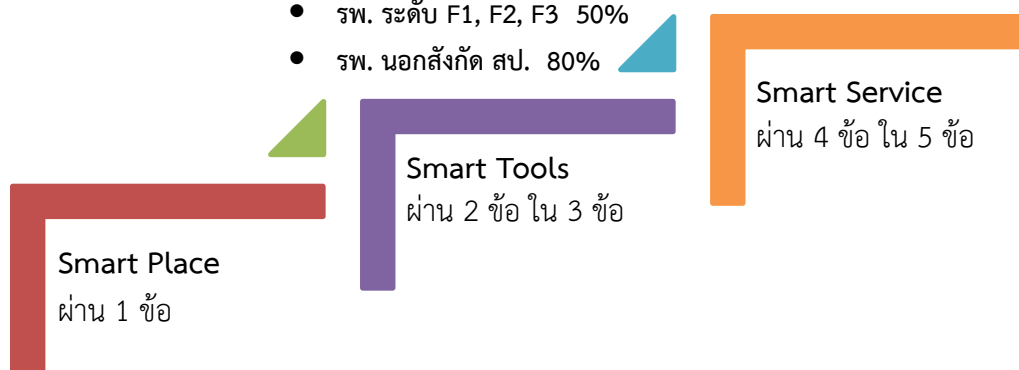 ● รพ. ระดับ F1, F2, F3 50%
● รพ. นอกสังกัด สป. 80%
Smart Service
ผ่าน 4 ข้อ ใน 5 ข้อ
Smart Tools
ผ่าน 2 ข้อ ใน 3 ข้อ
Smart Place
ผ่าน 1 ข้อ